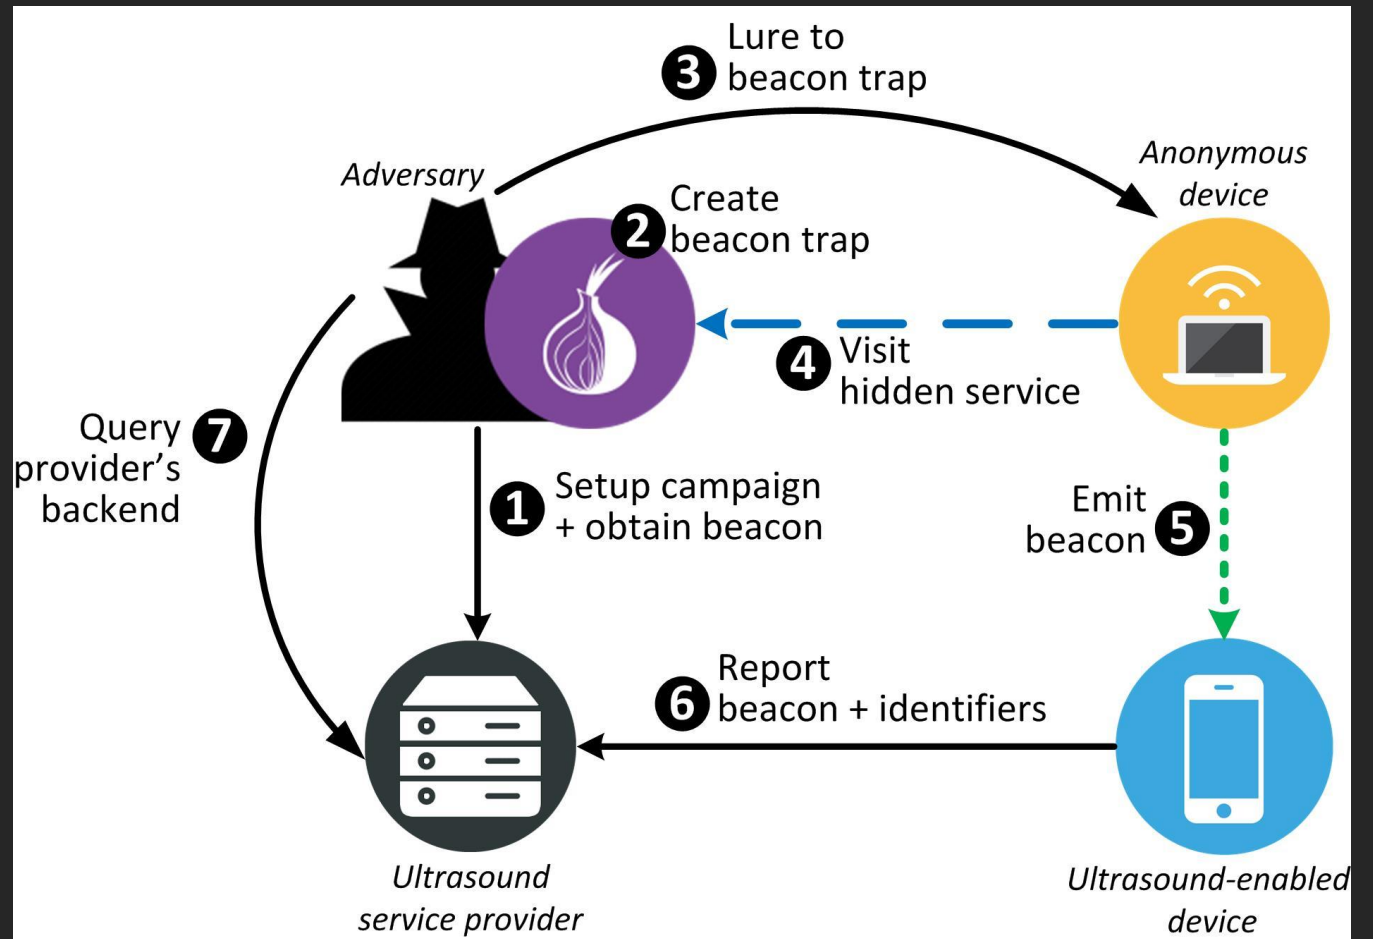 3
Lure to
beacon trap
Adversary
Anonymous
device
2
Create
beacon trap
4
Visit
hidden service
Query
provider’s
backend
7
1
Setup campaign
+ obtain beacon
Emit
beacon
5
6
Report
beacon + identifiers
Ultrasound
service provider
Ultrasound-enabled
device